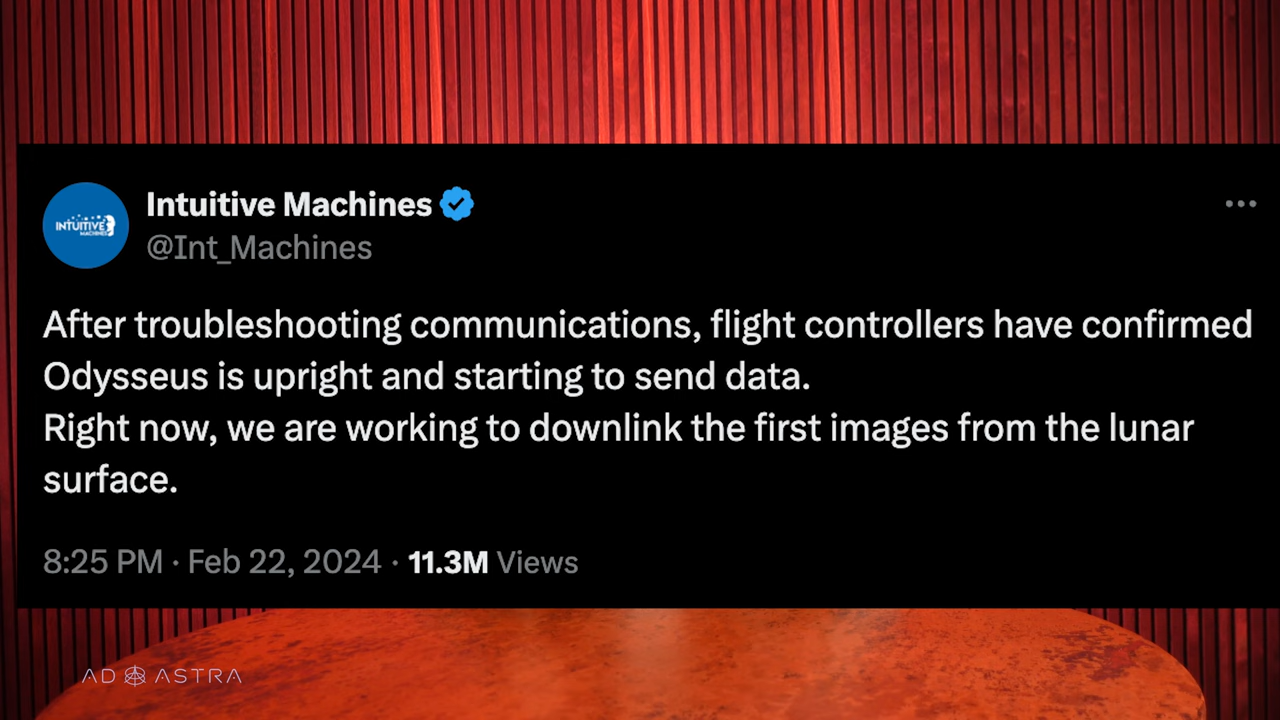 INTUITIVE
MACHINES
Intuitive Machines
@Int_Machines
After troubleshooting communications, flight controllers have confirmed
Odysseus is upright and starting to send data.
Right now, we are working to downlink the first images from the lunar
surface.
8:25 PM · Feb 22, 2024 · 11.3M Views
AD ASTRA